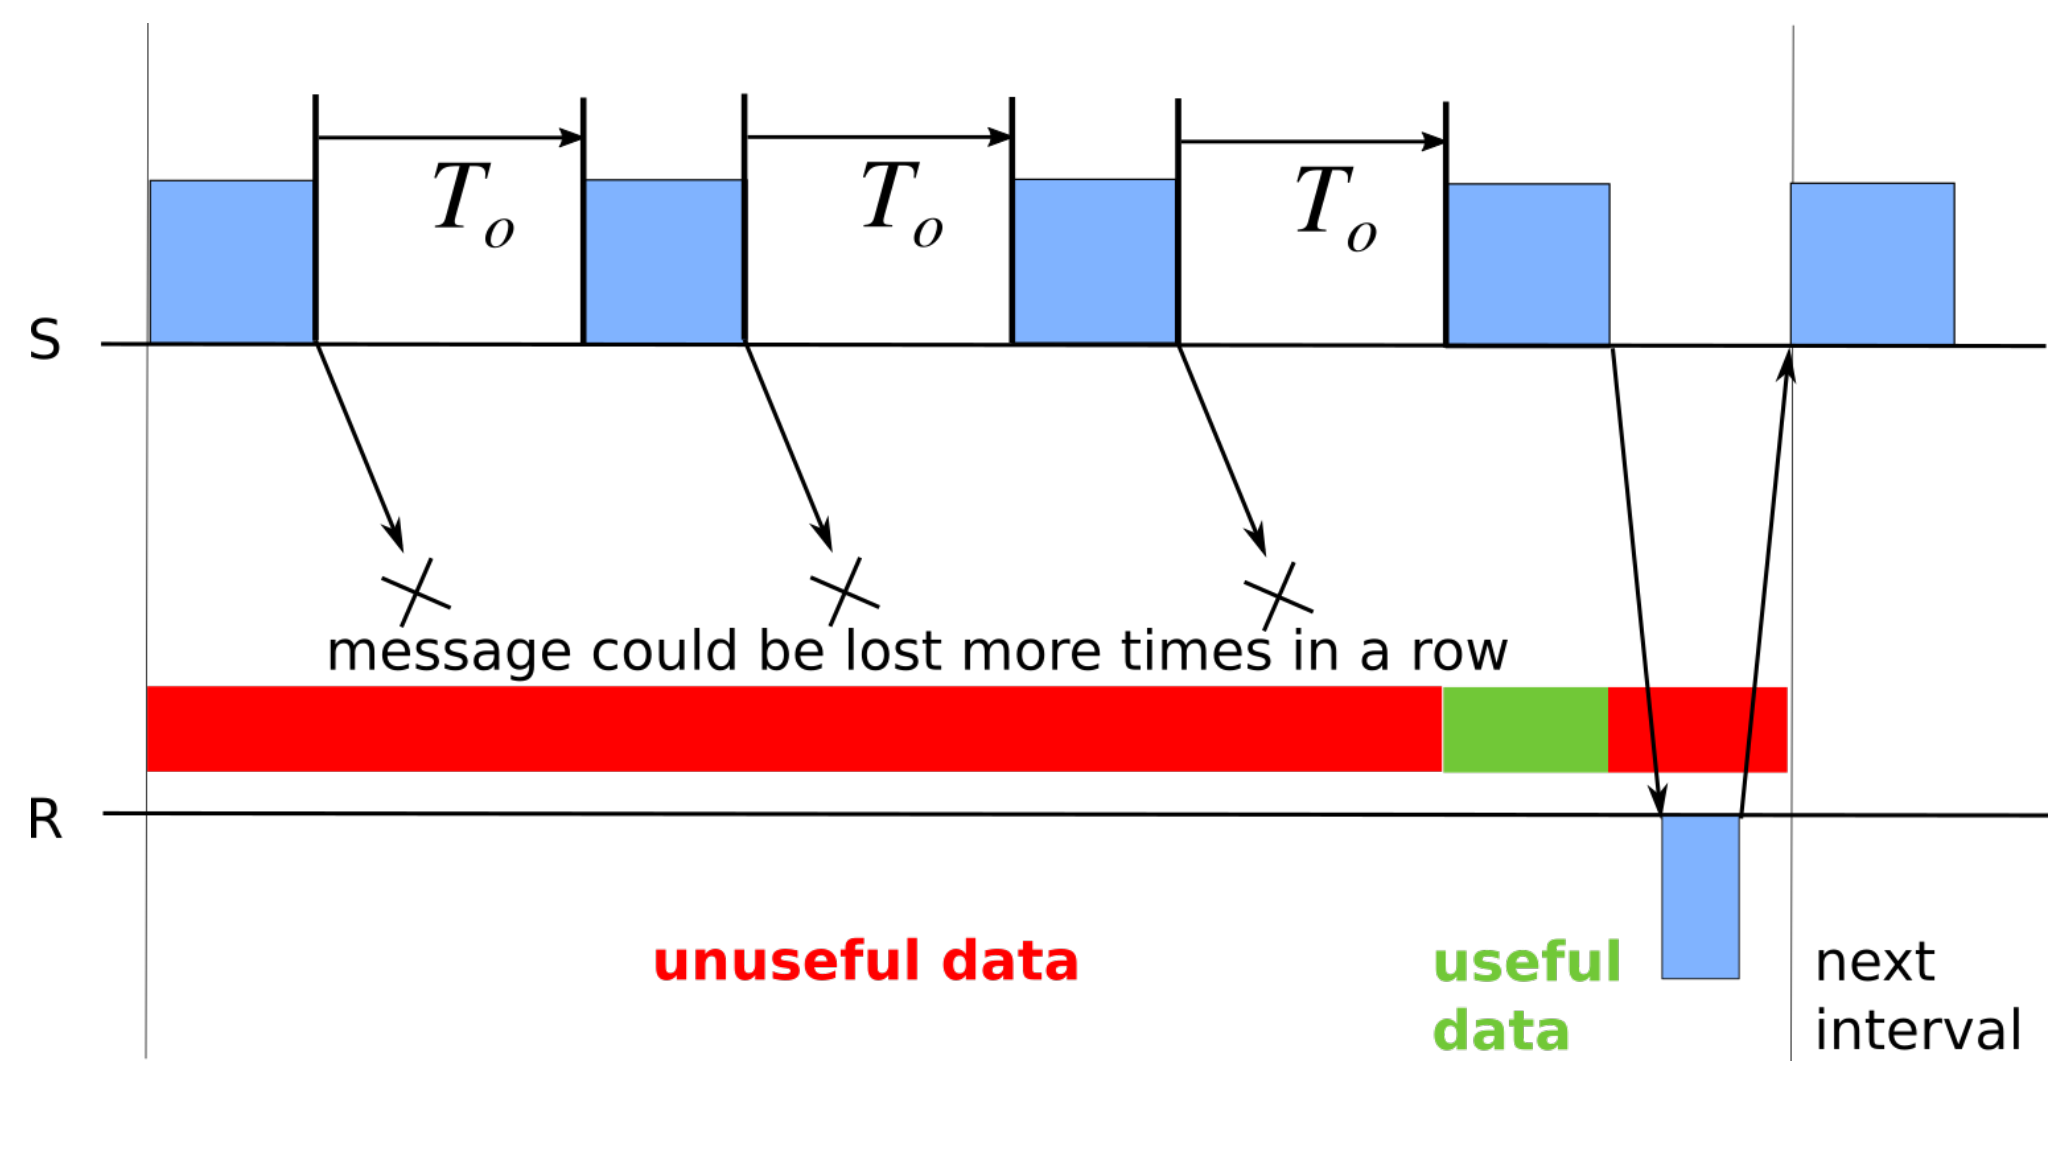 T_o T_o T_o
S
message could be lost more times in a row
R
unuseful data
useful
data
next
interval